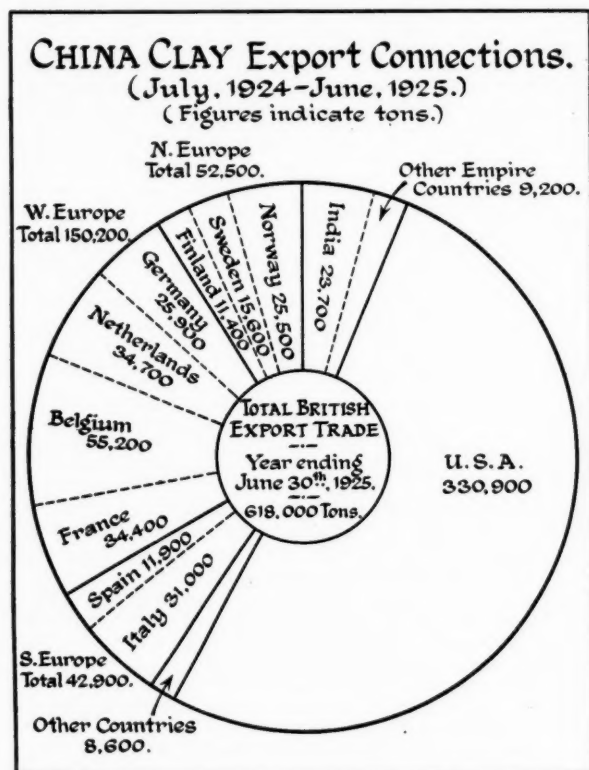 CHINA CLAY Export Connections.
(July, 1924-June, 1925.)
(Figures indicate tons.)
N. Europe
Total 52,500.
Other Empire
Countries 9,200.
W. Europe
Total 150,200.
India 23,700
Norway 25,500
Sweden 15,600
Finland 11,400
Germany
25,900
Netherlands
34,700
Belgium
55,200
France
34,400
Spain 11,900
Italy 31,000
TOTAL BRITISH
EXPORT TRADE
Year ending
June 30th, 1925.
618,000 Tons.
U.S.A.
330,900
S. Europe
Total 42,900.
Other Countries
8,600.